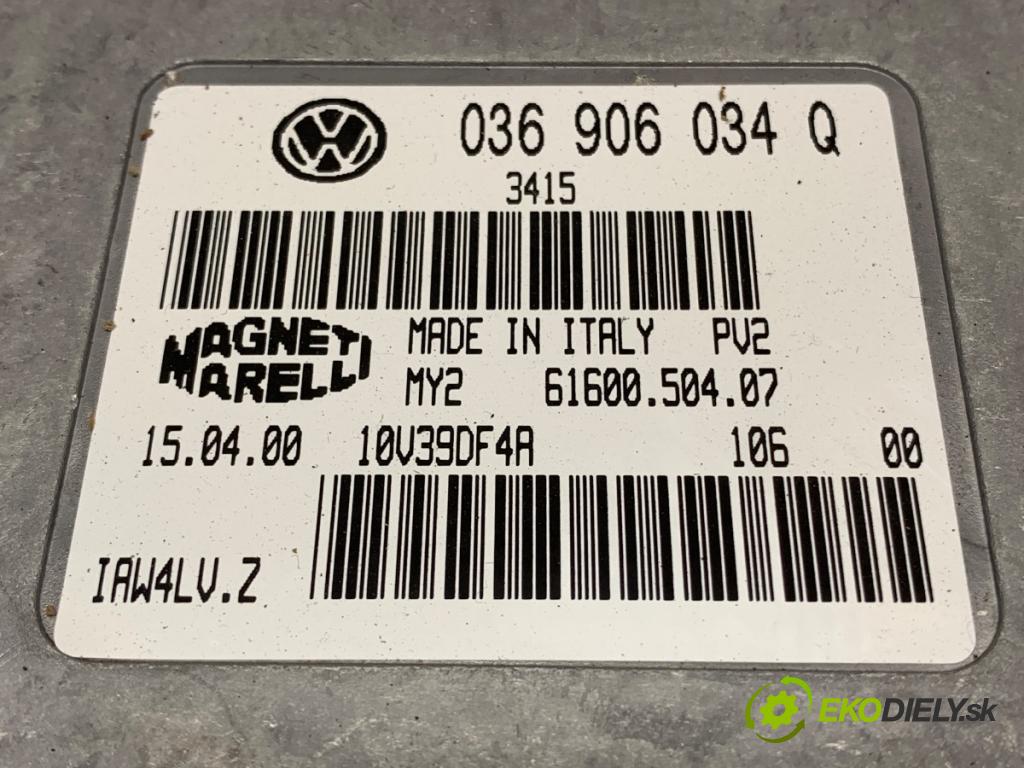 036 906 034 Q
3415
MAGNETI MADE IN ITALY PV2
MARELLI MY2 61600.504.07
15.04.00 10V39DF4A 106 00
IAW4LV.Z
EKODIELY.sk